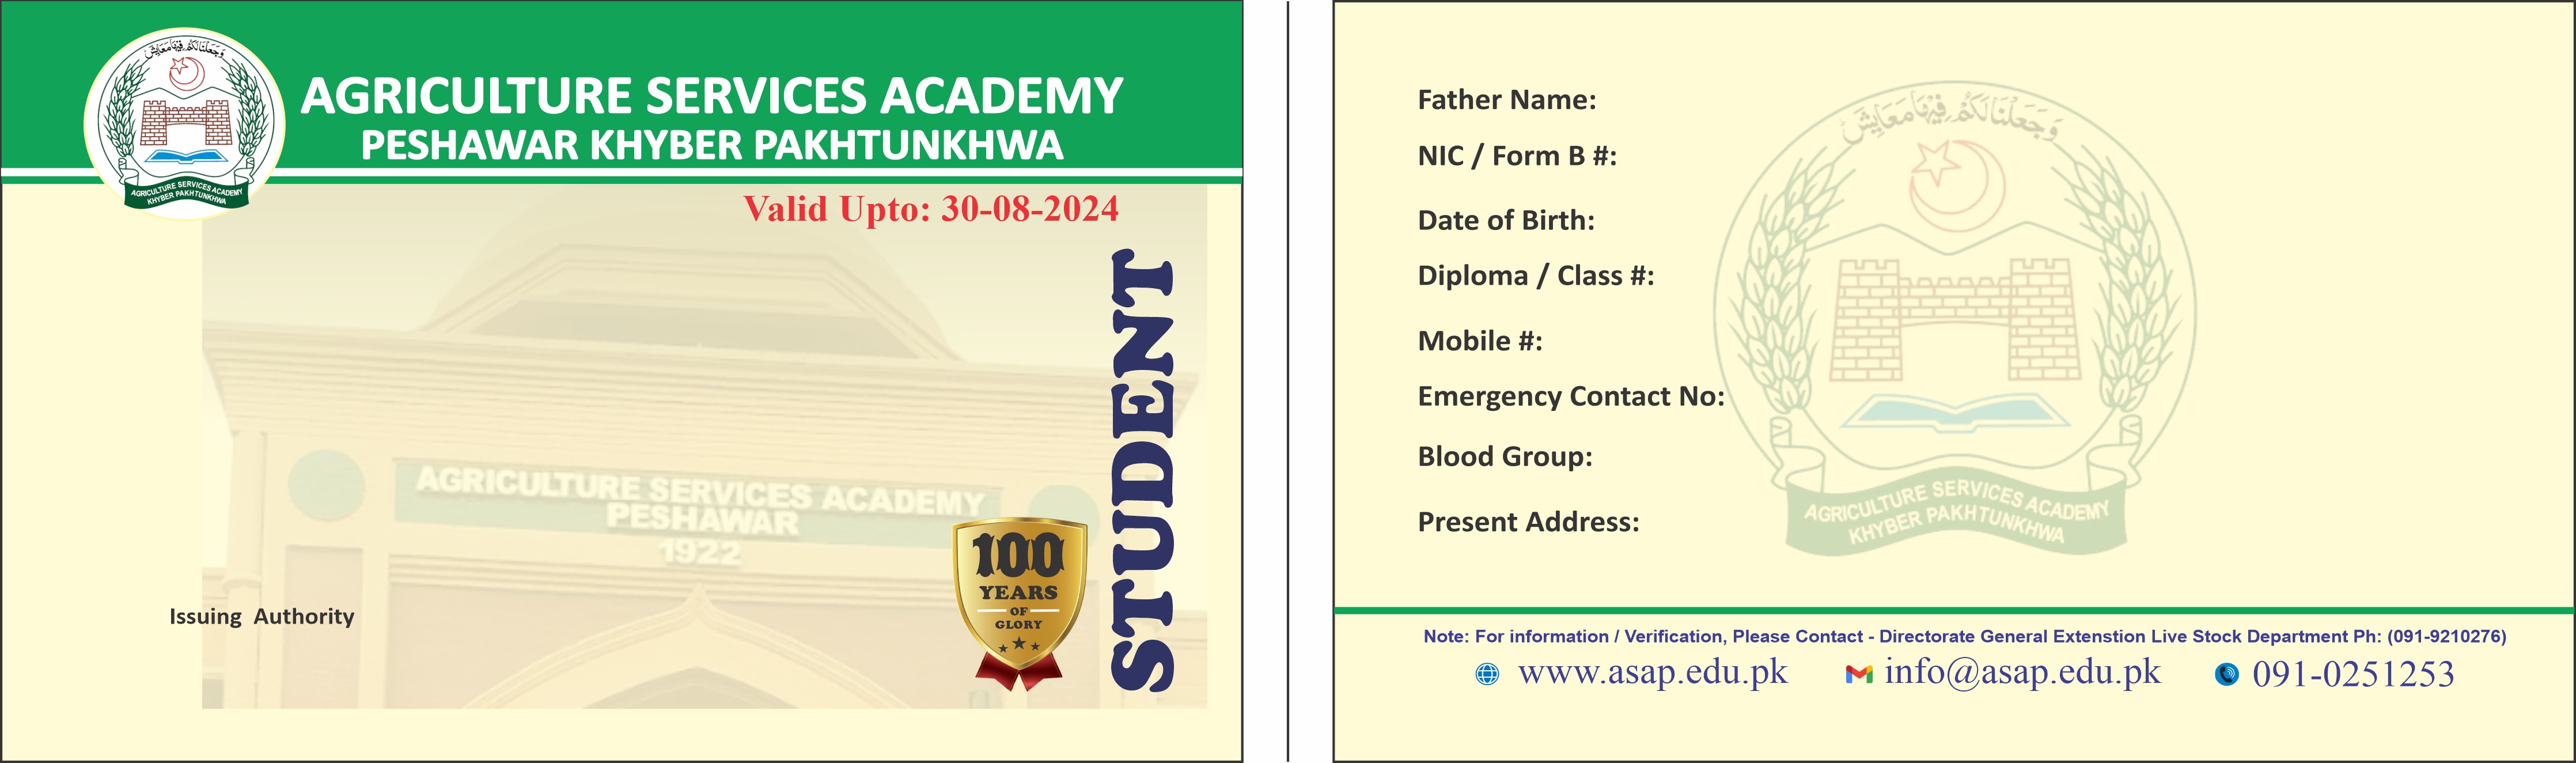 وَجَعَلْنَا لَكُمْ فِيْهَا مَعَايِشَ
AGRICULTURE SERVICES ACADEMY
KHYBER PAKHTUNKHWA
AGRICULTURE SERVICES ACADEMY
PESHAWAR KHYBER PAKHTUNKHWA
Valid Upto: 30-08-2024
STUDENT
AGRICULTURE SERVICES ACADEMY
PESHAWAR
1922
100
YEARS
OF
GLORY
Issuing Authority
Father Name:
NIC / Form B #:
Date of Birth:
Diploma / Class #:
Mobile #:
Emergency Contact No:
Blood Group:
Present Address:
وَجَعَلْنَا لَكُمْ فِيْهَا مَعَايِشَ
AGRICULTURE SERVICES ACADEMY
KHYBER PAKHTUNKHWA
Note: For information / Verification, Please Contact - Directorate General Extenstion Live Stock Department Ph: (091-9210276)
www.asap.edu.pk info@asap.edu.pk 091-0251253